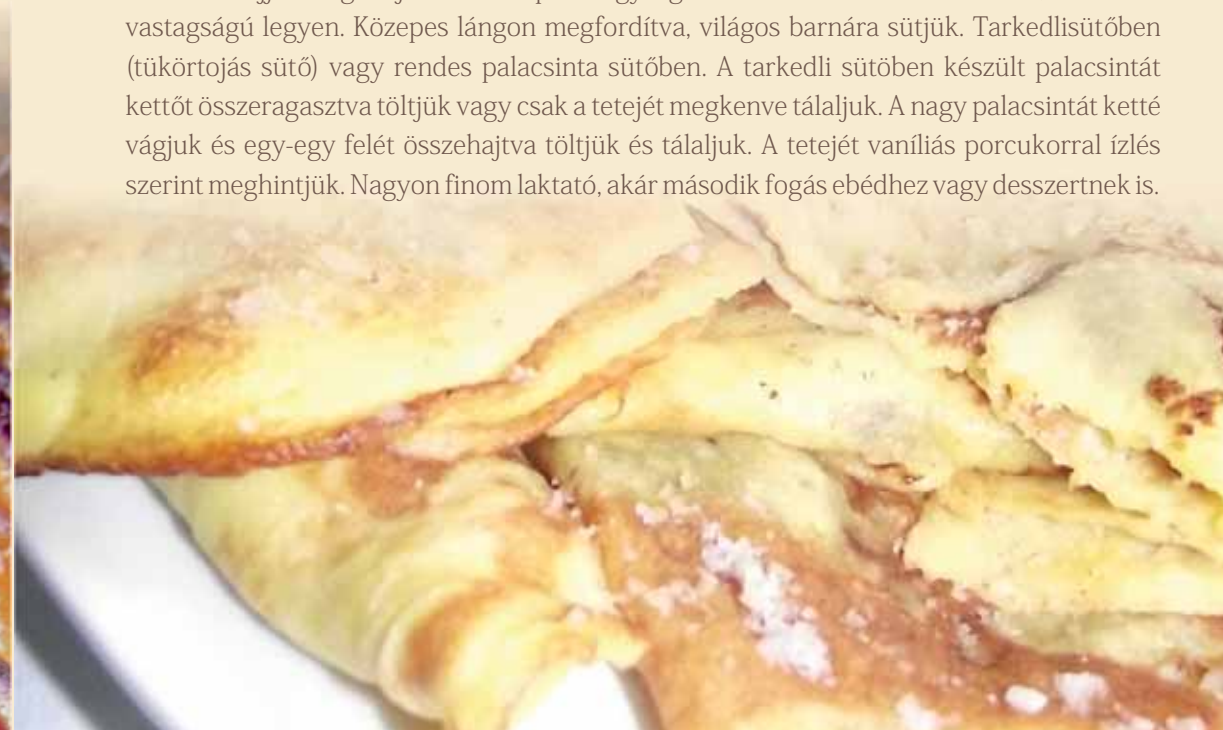 vastagságú legyen. Közepes lángon megfordítva, világos barnára sütjük. Tarkedlisütőben
(tükörtojás sütő) vagy rendes palacsinta sütőben. A tarkedli sütöben készült palacsintát
kettőt összeragasztva töltjük vagy csak a tetejét megkenve tálaljuk. A nagy palacsintát ketté
vágjuk és egy-egy felét összehajtva töltjük és tálaljuk. A tetejét vaníliás porcukorral ízlés
szerint meghintjük. Nagyon finom laktató, akár második fogás ebédhez vagy desszertnek is.